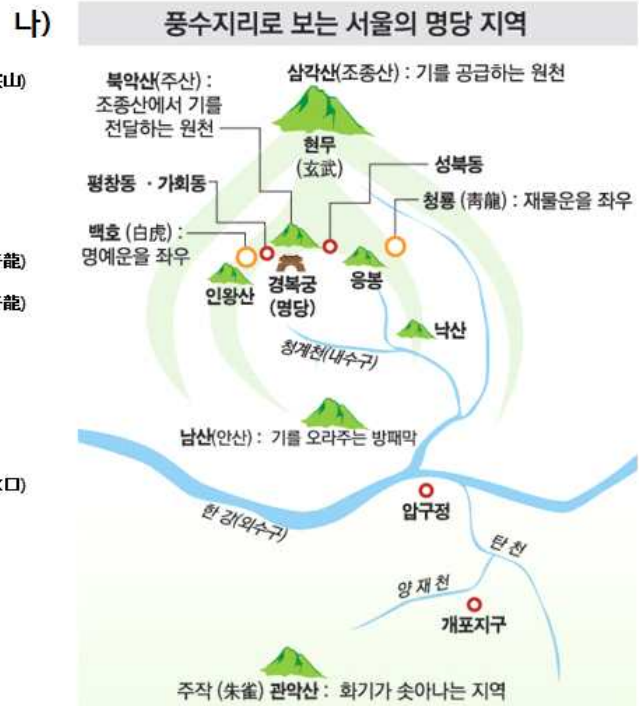 나)
풍수지리로 보는 서울의 명당 지역
山)
북악산(주산) :
조종산에서 기를
전달하는 원천
삼각산(조종산) : 기를 공급하는 원천
현무
(玄武)
성북동
평창동 · 가회동
청룡 (靑龍) : 재물운을 좌우
백호 (白虎) :
명예운을 좌우
龍)
인왕산
경복궁
(명당)
응봉
龍)
낙산
청계천(내수구)
남산(안산) : 기를 오라주는 방패막
口)
한 강(외수구)
압구정
탄 천
양 재 천
개포지구
주작 (朱雀) 관악산 : 화기가 솟아나는 지역